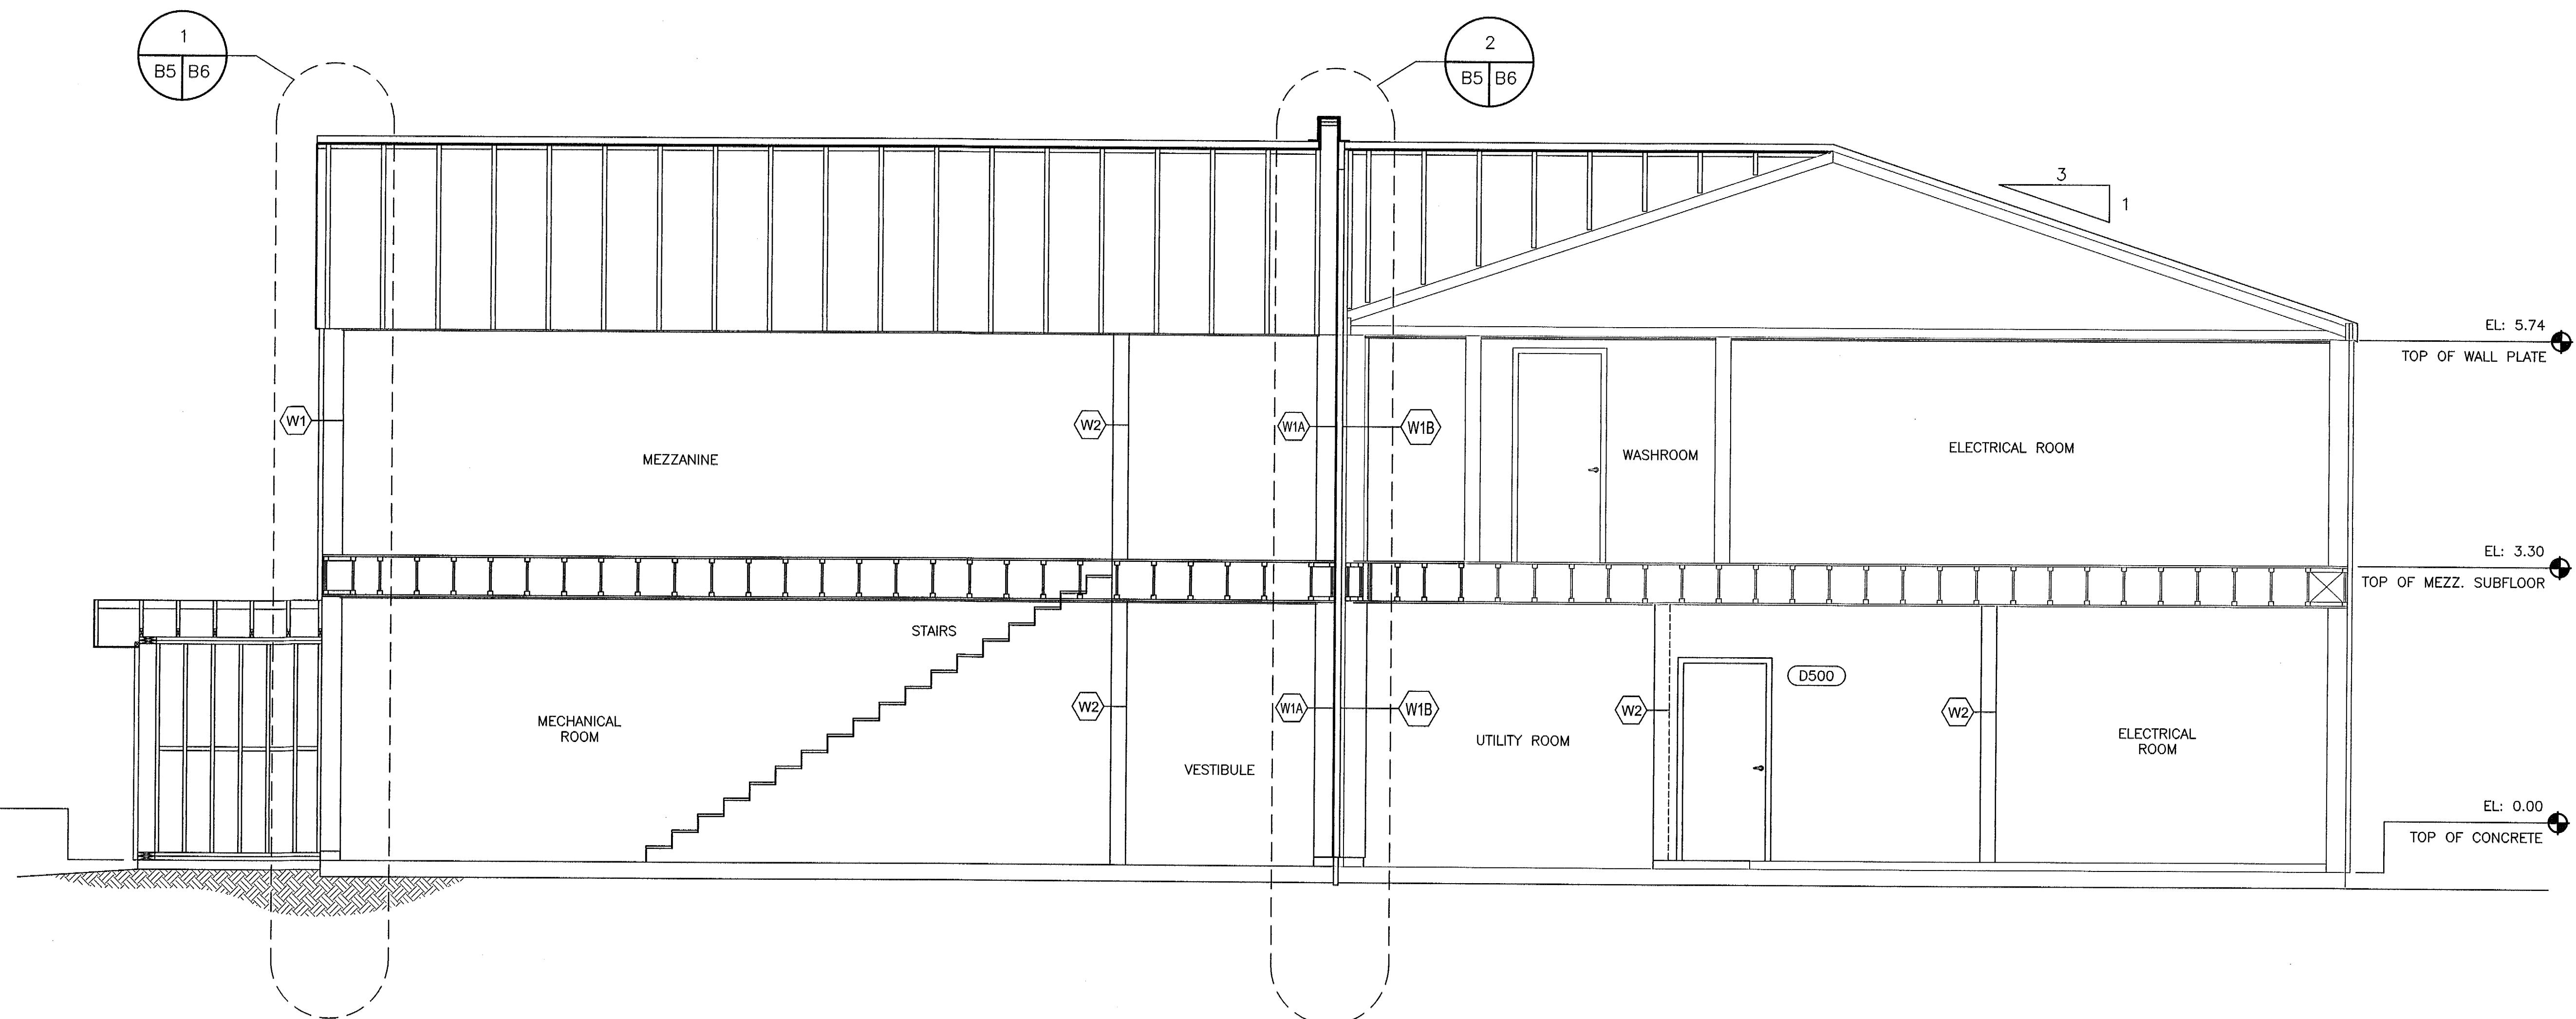 1
B5 B6
2
B5 B6
3
1
EL: 5.74
TOP OF WALL PLATE
W1
W2
W1A
W1B
MEZZANINE
WASHROOM
ELECTRICAL ROOM
EL: 3.30
TOP OF MEZZ. SUBFLOOR
STAIRS
D500
W2
W1A
W1B
W2
W2
MECHANICAL
ROOM
UTILITY ROOM
ELECTRICAL
ROOM
VESTIBULE
EL: 0.00
TOP OF CONCRETE